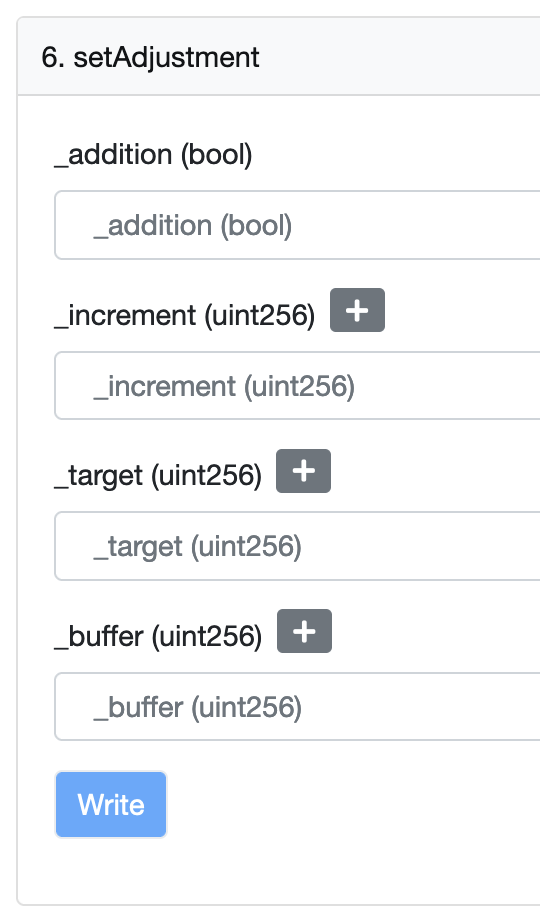 6. setAdjustment
_addition (bool)
_addition (bool)
_increment (uint256) +
_increment (uint256)
_target (uint256) +
_target (uint256)
_buffer (uint256) +
_buffer (uint256)
Write